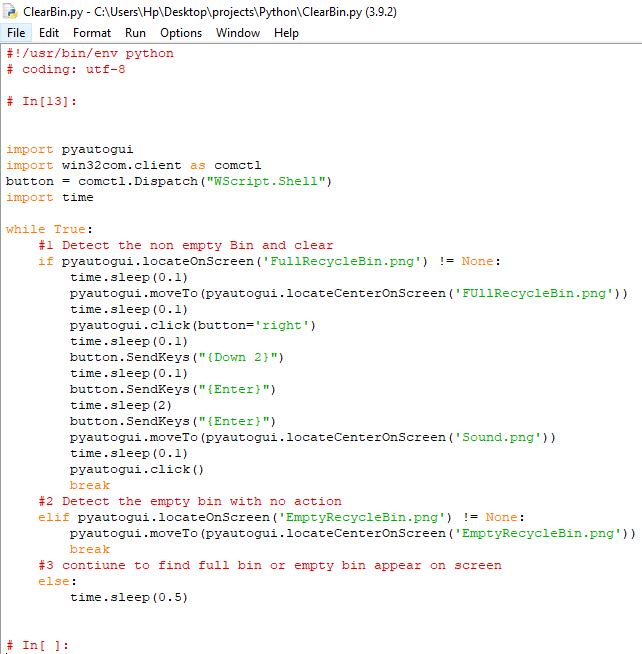 ClearBin.py - C:\Users\Hp\Desktop\projects\Python\ClearBin.py (3.9.2)
File Edit Format Run Options Window Help
#!/usr/bin/env python
# coding: utf-8
# In[13]:
import pyautogui
import win32com.client as comctl
button = comctl.Dispatch("WScript.Shell")
import time
while True:
    #1 Detect the non empty Bin and clear
    if pyautogui.locateOnScreen('FullRecycleBin.png') != None:
        time.sleep(0.1)
        pyautogui.moveTo(pyautogui.locateCenterOnScreen('FUllRecycleBin.png'))
        time.sleep(0.1)
        pyautogui.click(button='right')
        time.sleep(0.1)
        button.SendKeys("{Down 2}")
        time.sleep(0.1)
        button.SendKeys("{Enter}")
        time.sleep(2)
        button.SendKeys("{Enter}")
        pyautogui.moveTo(pyautogui.locateCenterOnScreen('Sound.png'))
        time.sleep(0.1)
        pyautogui.click()
        break
    #2 Detect the empty bin with no action
    elif pyautogui.locateOnScreen('EmptyRecycleBin.png') != None:
        pyautogui.moveTo(pyautogui.locateCenterOnScreen('EmptyRecycleBin.png'))
        break
    #3 contiune to find full bin or empty bin appear on screen
    else:
        time.sleep(0.5)
# In[ ]: